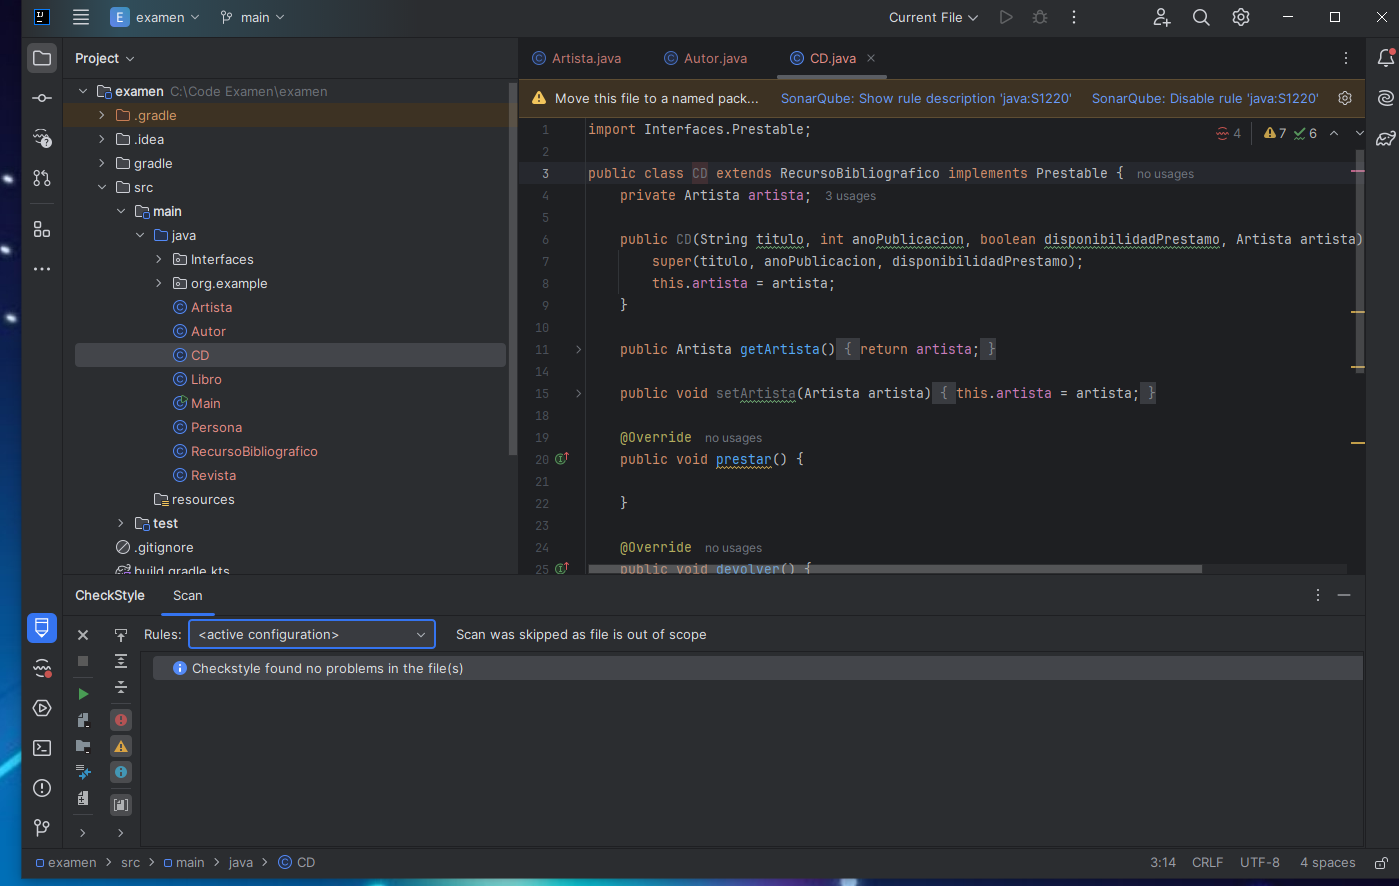 E examen main Current File
Project
examen C:\Code Examen\examen
.gradle
.idea
gradle
src
main
java
Interfaces
org.example
Artista
Autor
CD
Libro
Main
Persona
RecursoBibliografico
Revista
resources
test
.gitignore
build.gradle.kts
Artista.java Autor.java CD.java
Move this file to a named pack... SonarQube: Show rule description 'java:S1220' SonarQube: Disable rule 'java:S1220'
4 7 6
1 import Interfaces.Prestable;
2
3 public class CD extends RecursoBibliografico implements Prestable { no usages
4 private Artista artista; 3 usages
5
6 public CD(String titulo, int anoPublicacion, boolean disponibilidadPrestamo, Artista artista)
7 super(titulo, anoPublicacion, disponibilidadPrestamo);
8 this.artista = artista;
9 }
10
11 public Artista getArtista() { return artista; }
14
15 public void setArtista(Artista artista) { this.artista = artista; }
18
19 @Override no usages
20 public void prestar() {
21
22 }
23
24 @Override no usages
25 public void devolver() {
CheckStyle Scan
Rules: <active configuration> Scan was skipped as file is out of scope
Checkstyle found no problems in the file(s)
examen > src > main > java > CD 3:14 CRLF UTF-8 4 spaces